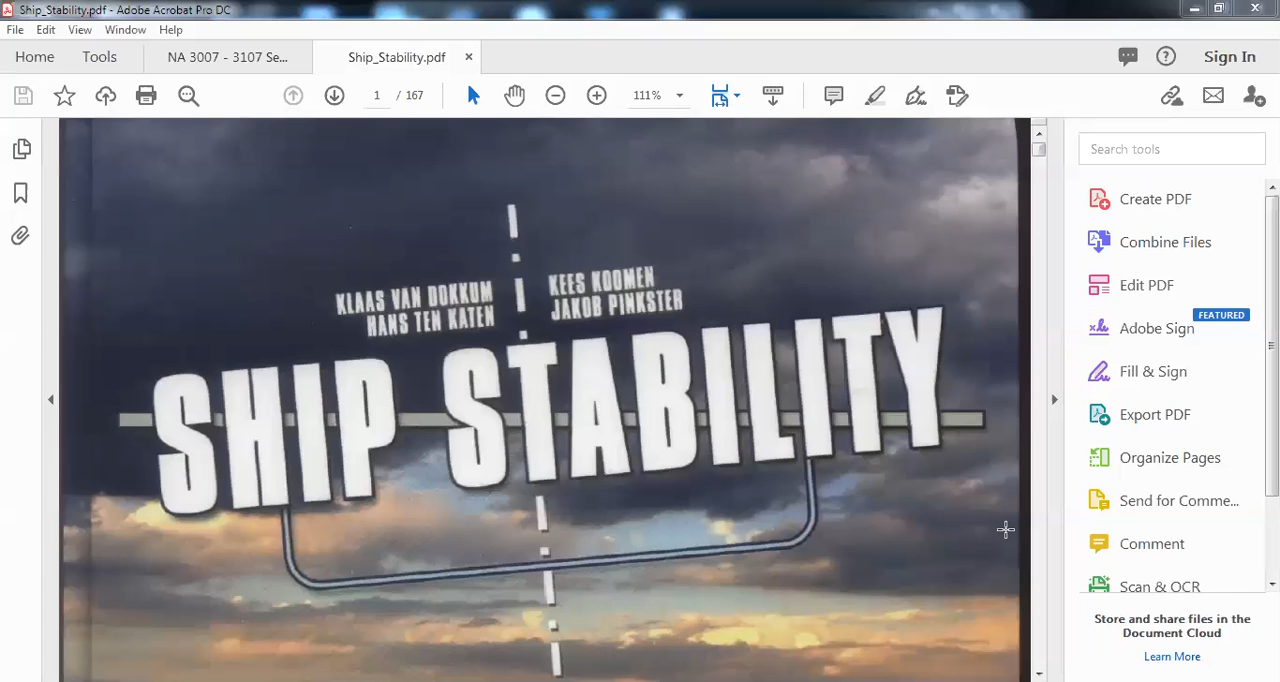 Ship_Stability.pdf - Adobe Acrobat Pro DC
File Edit View Window Help
Home Tools NA 3007 - 3107 Se... Ship_Stability.pdf Sign In
1 / 167 111%
KLAAS VAN DOKKUM
HANS TEN KATEN
KEES KOOMEN
JAKOB PINKSTER
SHIP STABILITY
Search tools
Create PDF
Combine Files
Edit PDF
FEATURED
Adobe Sign
Fill & Sign
Export PDF
Organize Pages
Send for Comme...
Comment
Scan & OCR
Store and share files in the
Document Cloud
Learn More